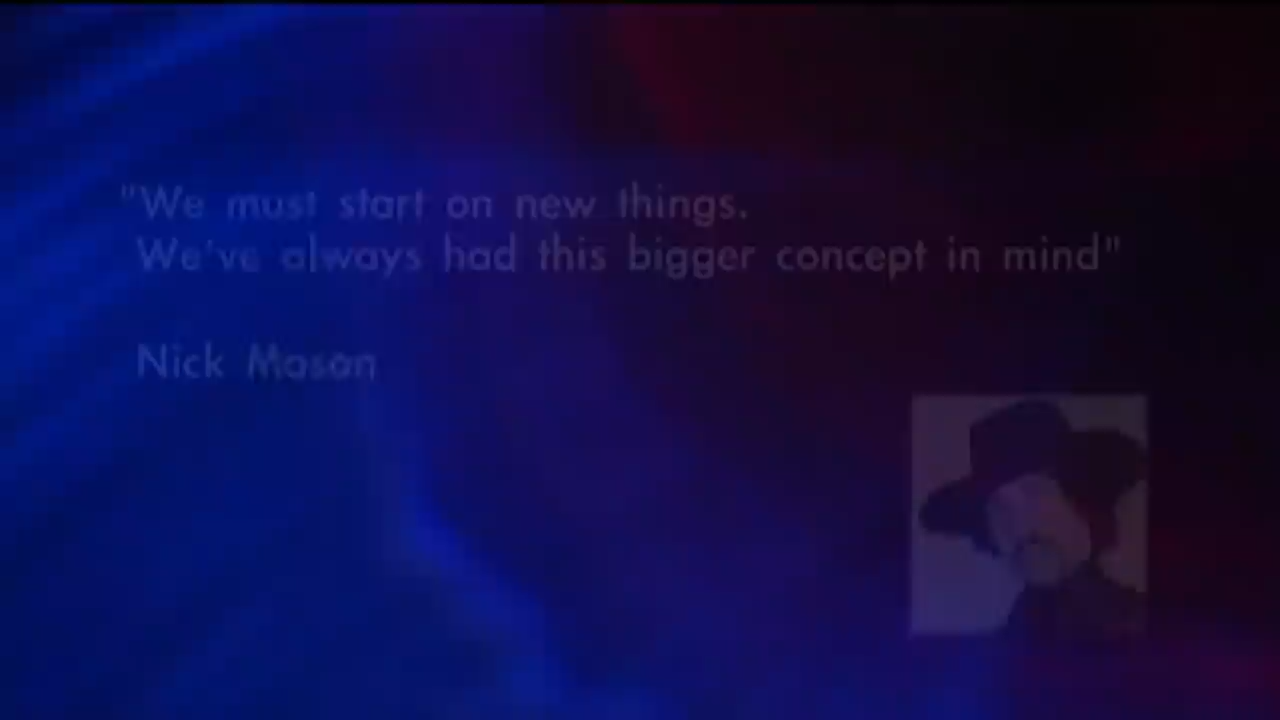 "We must start on new things.
We've always had this bigger concept in mind"
Nick Mason